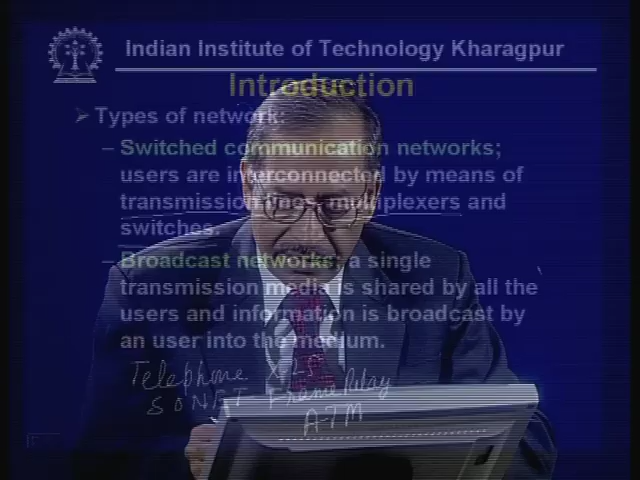 Indian Institute of Technology Kharagpur
Introduction
➤ Types of network:
– Switched communication networks;
users are interconnected by means of
transmission lines, multiplexers and
switches.
– Broadcast networks; a single
transmission media is shared by all the
users and information is broadcast by
an user into the medium.
Telephone X.25
SONET Frame Relay
ATM